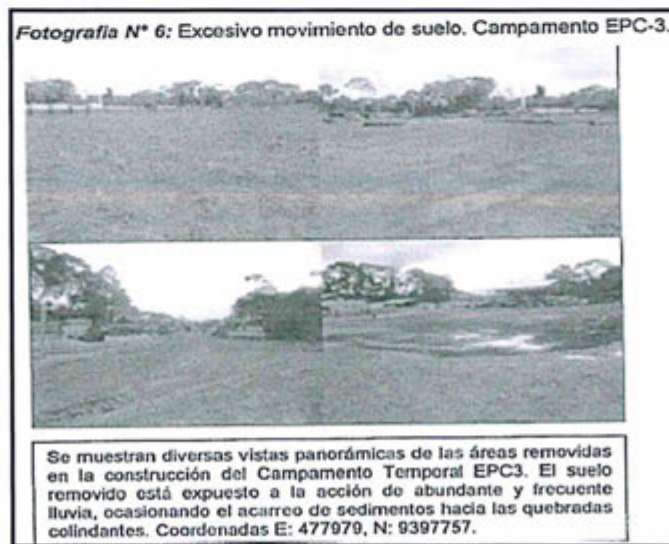 Fotografía N° 6: Excesivo movimiento de suelo. Campamento EPC-3.
Se muestran diversas vistas panorámicas de las áreas removidas
en la construcción del Campamento Temporal EPC3. El suelo
removido está expuesto a la acción de abundante y frecuente
lluvia, ocasionando el acarreo de sedimentos hacia las quebradas
colindantes. Coordenadas E: 477979, N: 9397757.